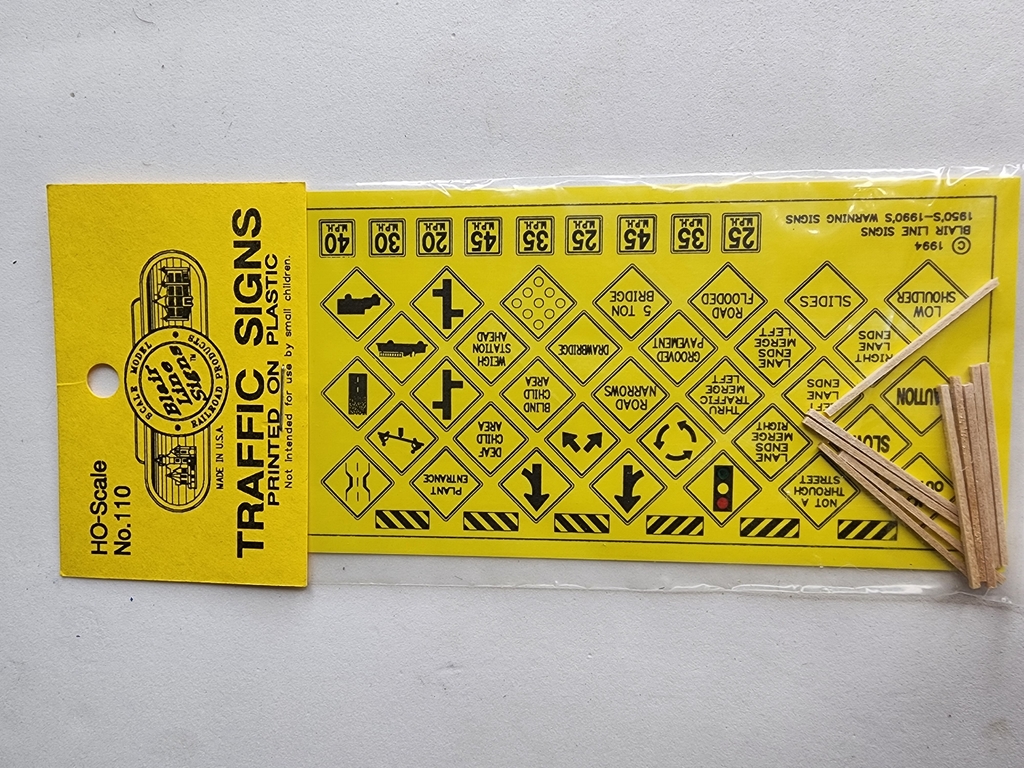 HO-Scale
No. 110
SCALE MODEL
Blair
Line
Signs
TM
RAILROAD PRODUCTS
MADE IN U.S.A.
TRAFFIC SIGNS
PRINTED ON PLASTIC
Not intended for use by small children.
NOT A
THROUGH
STREET
PLANT
ENTRANCE
LANE
ENDS
MERGE
RIGHT
DEAF
CHILD
AREA
LEFT
LANE
ENDS
THRU
TRAFFIC
MERGE
LEFT
ROAD
NARROWS
BLIND
CHILD
AREA
RIGHT
LANE
ENDS
LANE
ENDS
MERGE
LEFT
GROOVED
PAVEMENT
DRAWBRIDGE
WEIGH
STATION
AHEAD
LOW
SHOULDER
SLIDES
ROAD
FLOODED
5 TON
BRIDGE
© 1994
BLAIR LINE SIGNS
1950'S-1990'S WARNING SIGNS
25
M.P.H.
35
M.P.H.
45
M.P.H.
25
M.P.H.
35
M.P.H.
45
M.P.H.
20
M.P.H.
30
M.P.H.
40
M.P.H.